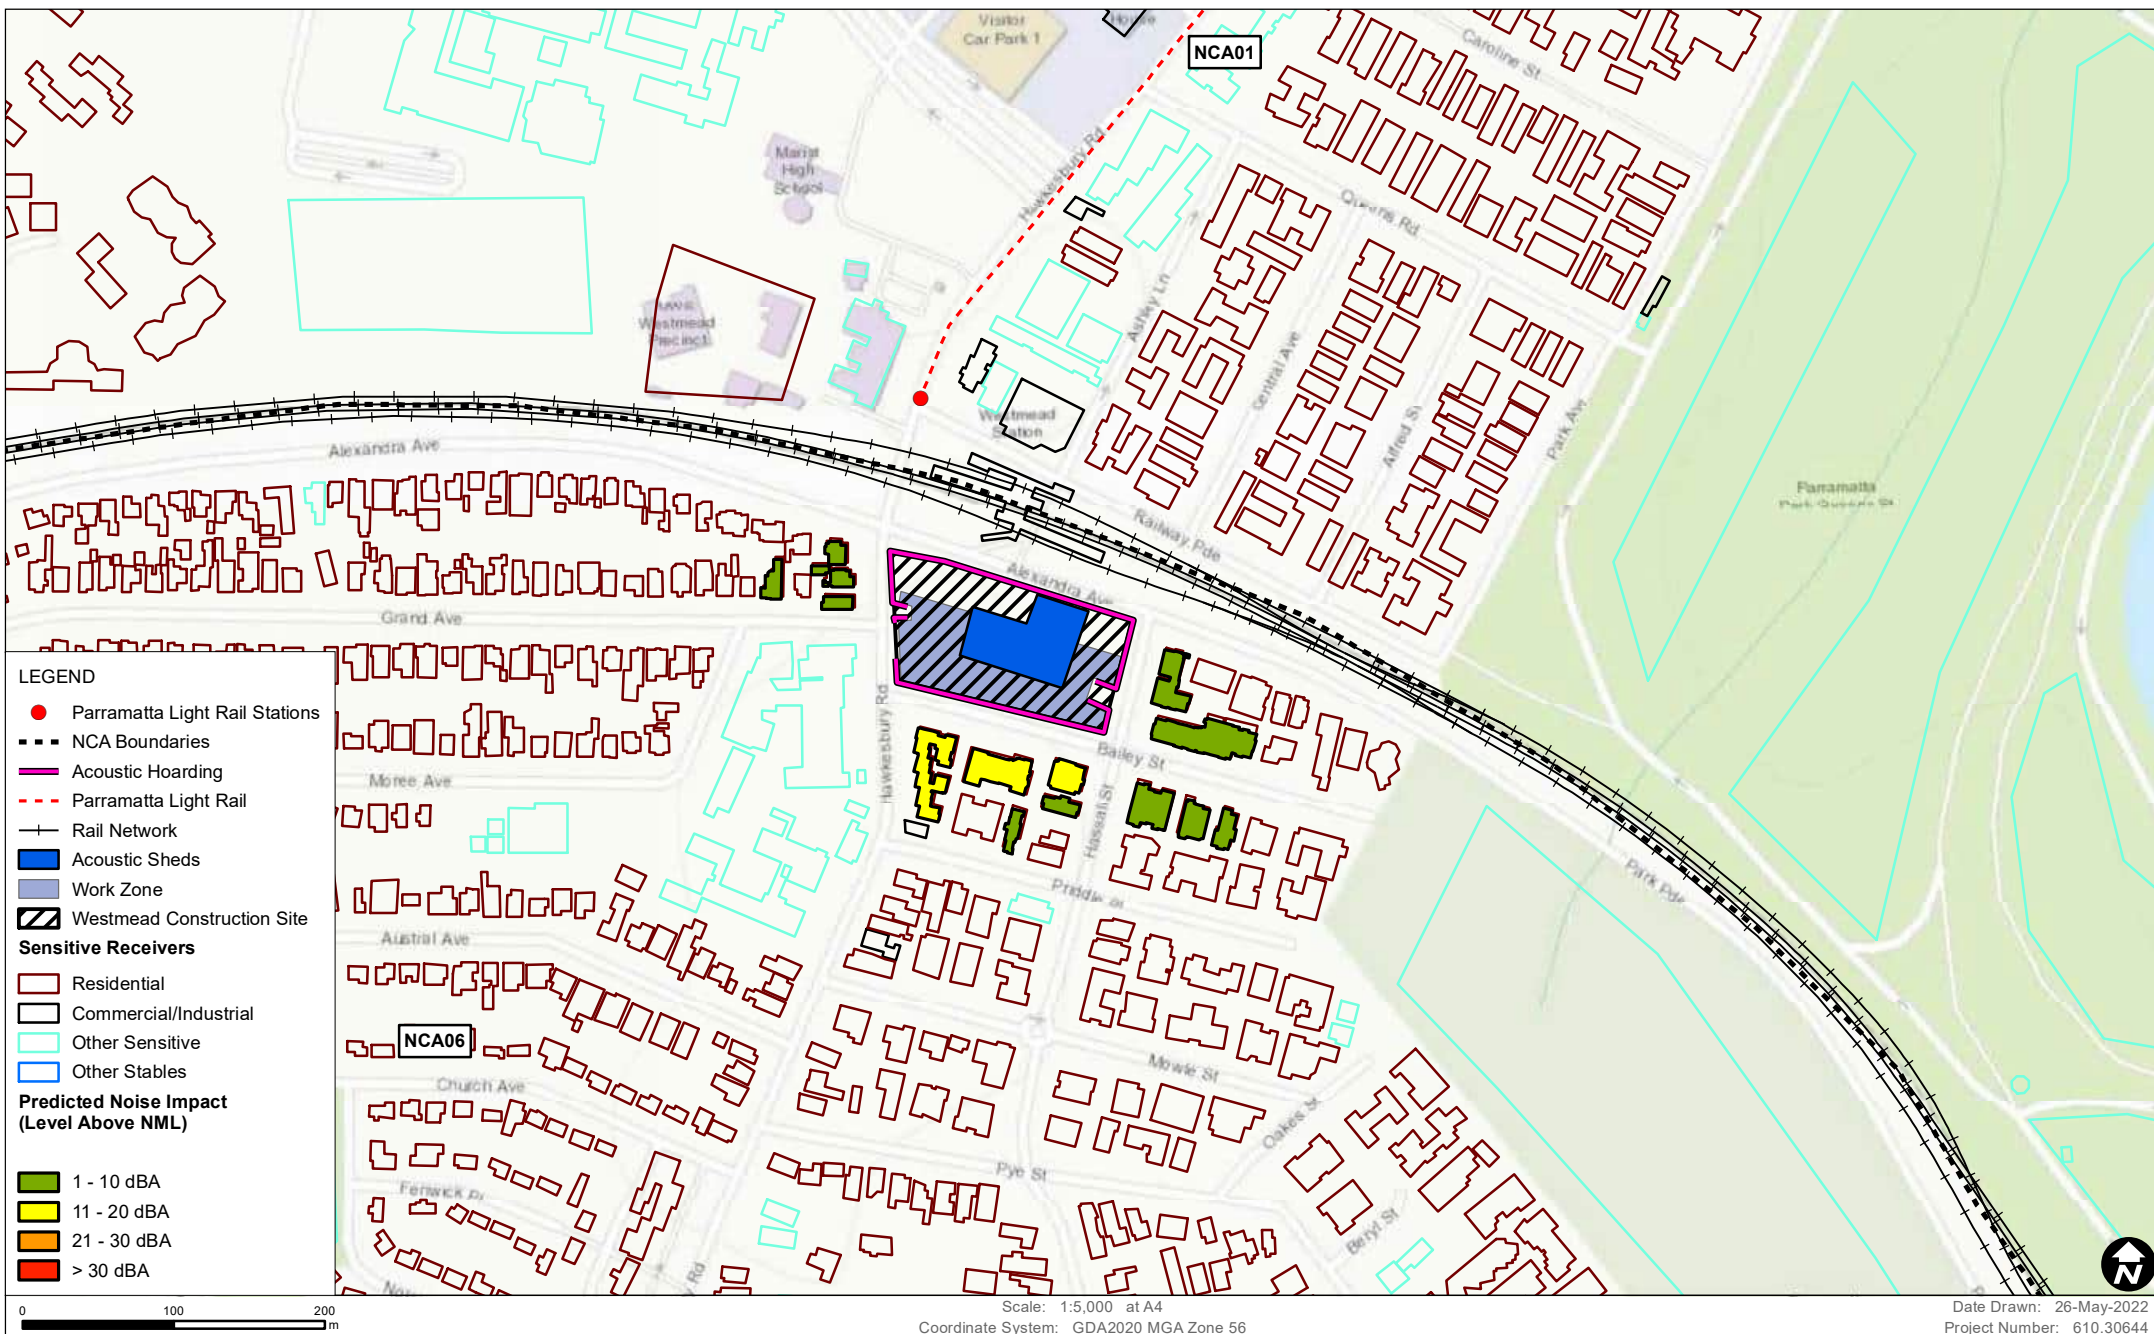 Visitor
Car Park 1
House
NCA01
Caroline St
Marist
High
School
Hawkesbury Rd
Queens Rd
Ashley Ln
Westmead
Precinct
Central Ave
Westmead
Station
Alfred St
Park Ave
Alexandra Ave
Parramatta
Railway Pde
Alexandra Ave
Grand Ave
Hawkesbury Rd
Bailey St
Moree Ave
Hassall St
Priddle St
Park Pde
Austral Ave
NCA06
Mowle St
Church Ave
Oakes St
Pye St
Fenwick Pl
Beryl St
y Rd
LEGEND
Parramatta Light Rail Stations
NCA Boundaries
Acoustic Hoarding
Parramatta Light Rail
Rail Network
Acoustic Sheds
Work Zone
Westmead Construction Site
Sensitive Receivers
Residential
Commercial/Industrial
Other Sensitive
Other Stables
Predicted Noise Impact
(Level Above NML)
1 - 10 dBA
11 - 20 dBA
21 - 30 dBA
> 30 dBA
N
0 100 200
m
Scale: 1:5,000 at A4
Coordinate System: GDA2020 MGA Zone 56
Date Drawn: 26-May-2022
Project Number: 610.30644